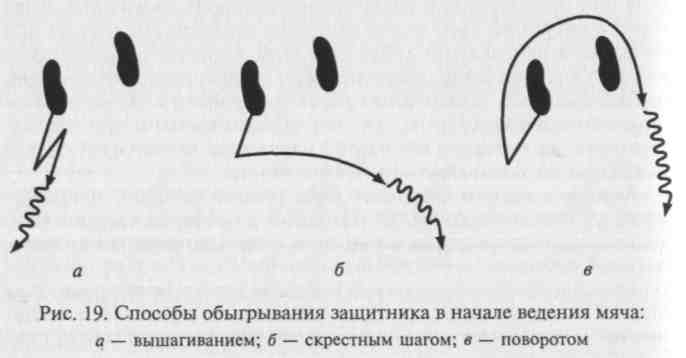 а б в
Рис. 19. Способы обыгрывания защитника в начале ведения мяча:
а — вышагиванием; б — скрестным шагом; в — поворотом